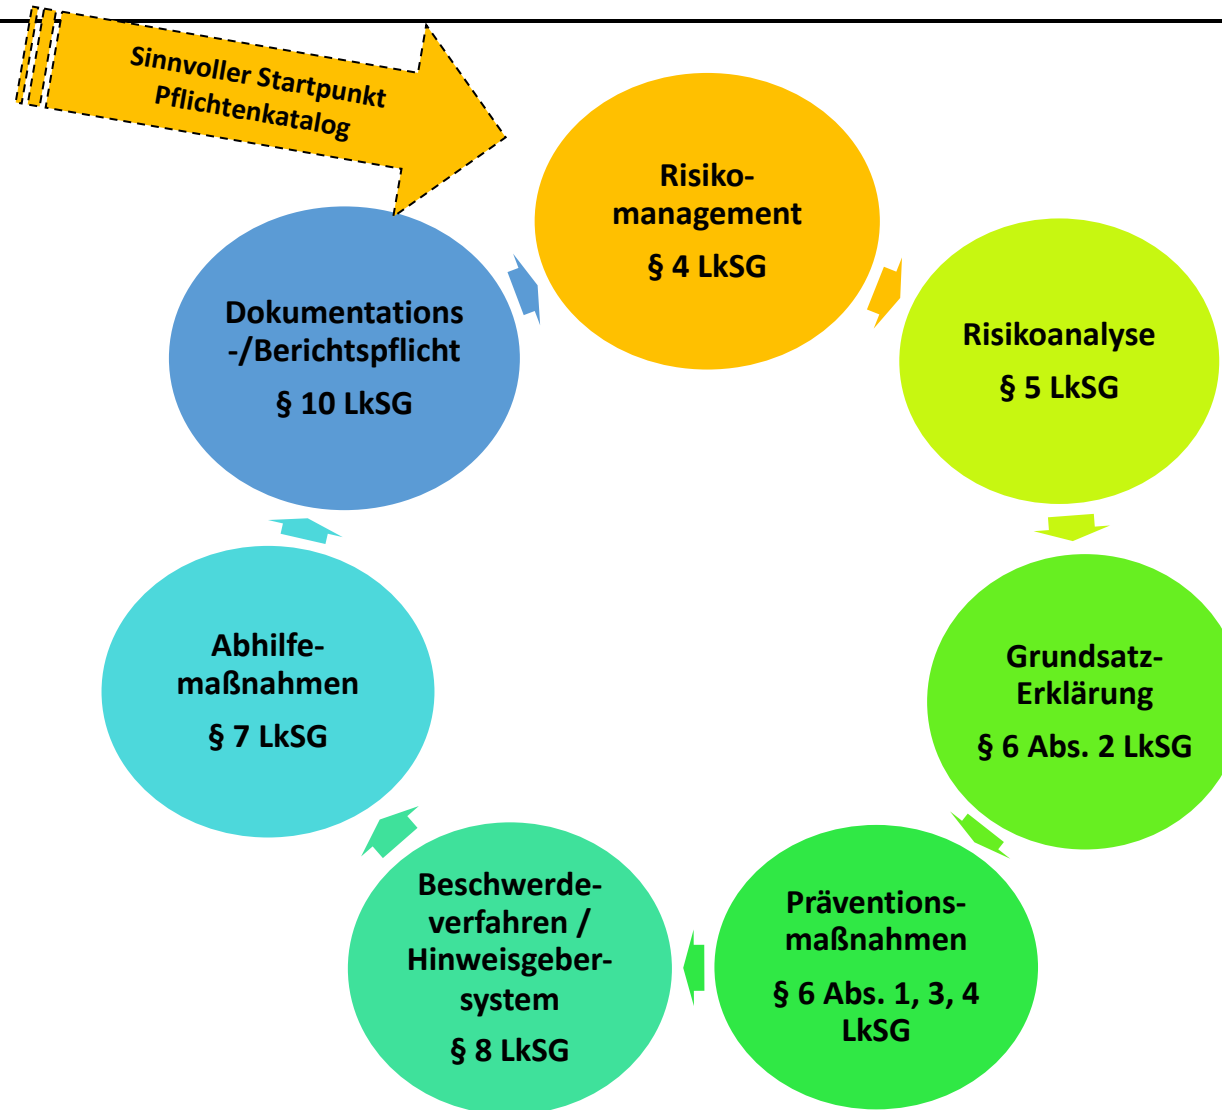 Sinnvoller Startpunkt
Pflichtenkatalog
Risiko-
management
§ 4 LkSG
Risikoanalyse
§ 5 LkSG
Grundsatz-
Erklärung
§ 6 Abs. 2 LkSG
Präventions-
maßnahmen
§ 6 Abs. 1, 3, 4
LkSG
Beschwerde-
verfahren /
Hinweisgeber-
system
§ 8 LkSG
Abhilfe-
maßnahmen
§ 7 LkSG
Dokumentations
-/Berichtspflicht
§ 10 LkSG